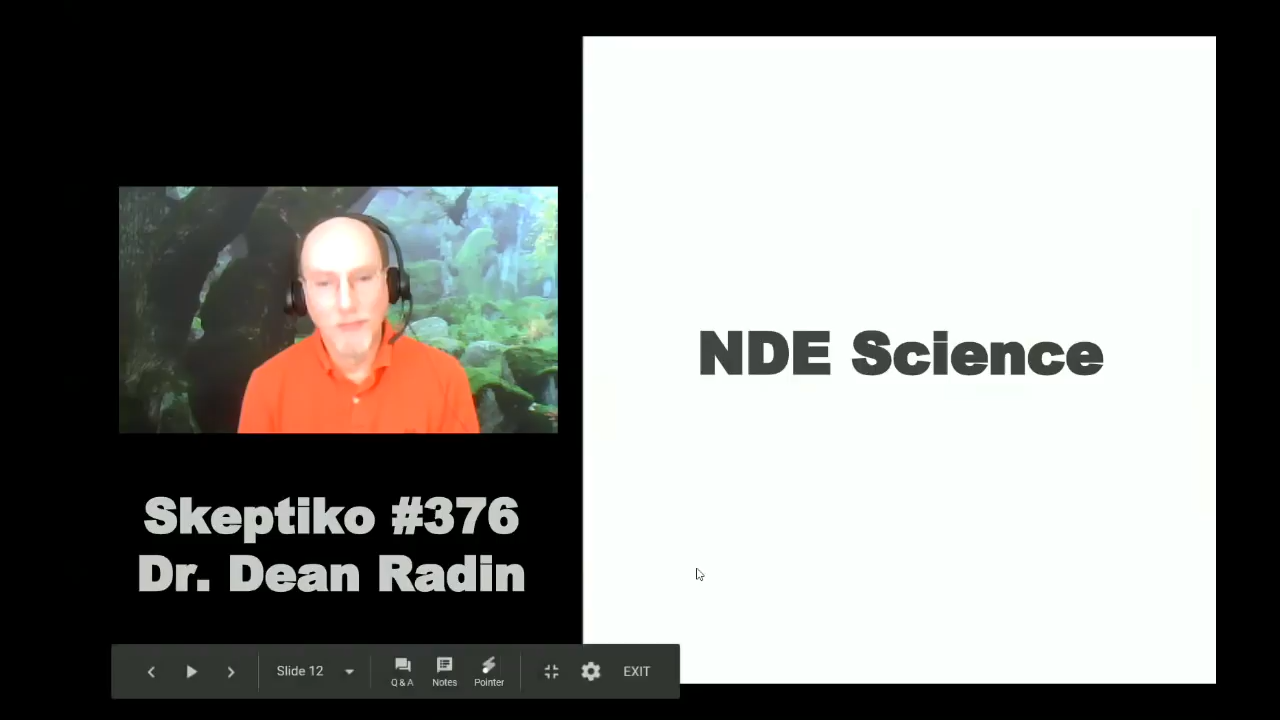 NDE Science
Skeptiko #376
Dr. Dean Radin
Slide 12
Q & A
Notes
Pointer
EXIT